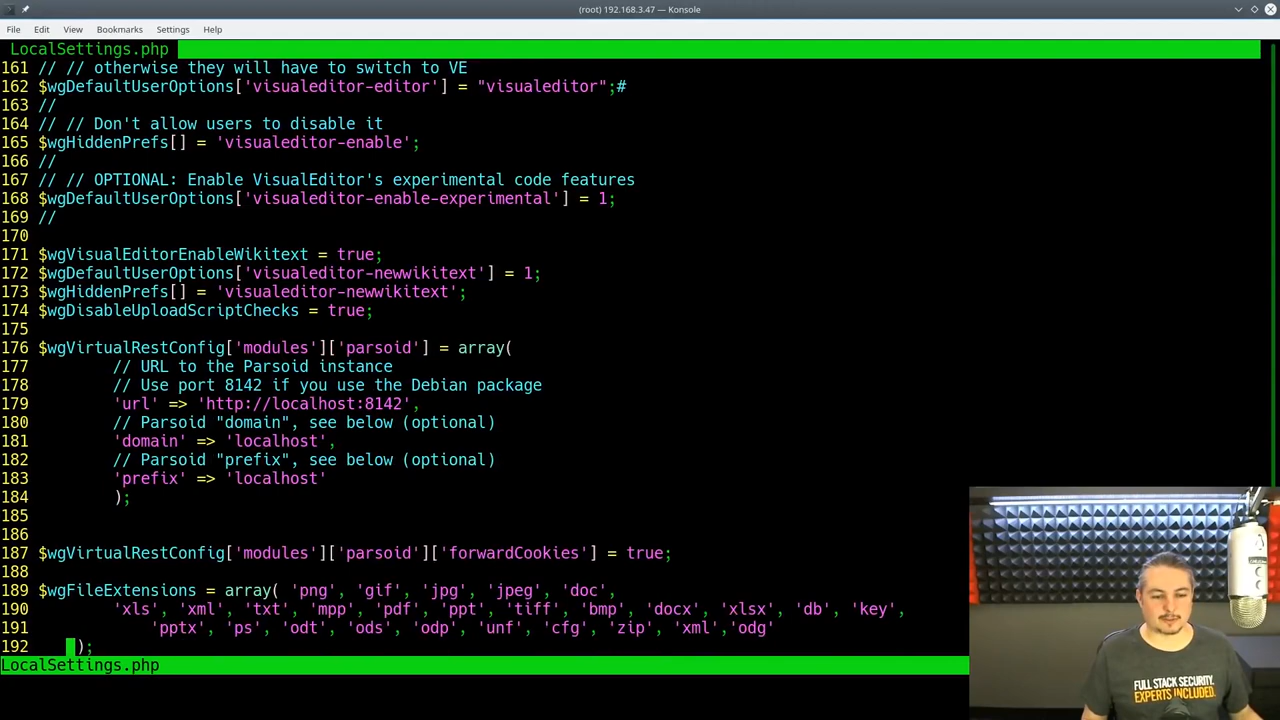 (root) 192.168.3.47 — Konsole
File Edit View Bookmarks Settings Help
LocalSettings.php
161 // // otherwise they will have to switch to VE
162 $wgDefaultUserOptions['visualeditor-editor'] = "visualeditor";#
163 //
164 // // Don't allow users to disable it
165 $wgHiddenPrefs[] = 'visualeditor-enable';
166 //
167 // // OPTIONAL: Enable VisualEditor's experimental code features
168 $wgDefaultUserOptions['visualeditor-enable-experimental'] = 1;
169 //
170
171 $wgVisualEditorEnableWikitext = true;
172 $wgDefaultUserOptions['visualeditor-newwikitext'] = 1;
173 $wgHiddenPrefs[] = 'visualeditor-newwikitext';
174 $wgDisableUploadScriptChecks = true;
175
176 $wgVirtualRestConfig['modules']['parsoid'] = array(
177 // URL to the Parsoid instance
178 // Use port 8142 if you use the Debian package
179 'url' => 'http://localhost:8142',
180 // Parsoid "domain", see below (optional)
181 'domain' => 'localhost',
182 // Parsoid "prefix", see below (optional)
183 'prefix' => 'localhost'
184 );
185
186
187 $wgVirtualRestConfig['modules']['parsoid']['forwardCookies'] = true;
188
189 $wgFileExtensions = array( 'png', 'gif', 'jpg', 'jpeg', 'doc',
190 'xls', 'xml', 'txt', 'mpp', 'pdf', 'ppt', 'tiff', 'bmp', 'docx', 'xlsx', 'db', 'key',
191 'pptx', 'ps', 'odt', 'ods', 'odp', 'unf', 'cfg', 'zip', 'xml','odg'
192 );
LocalSettings.php
FULL STACK SECURITY.
EXPERTS INCLUDED.